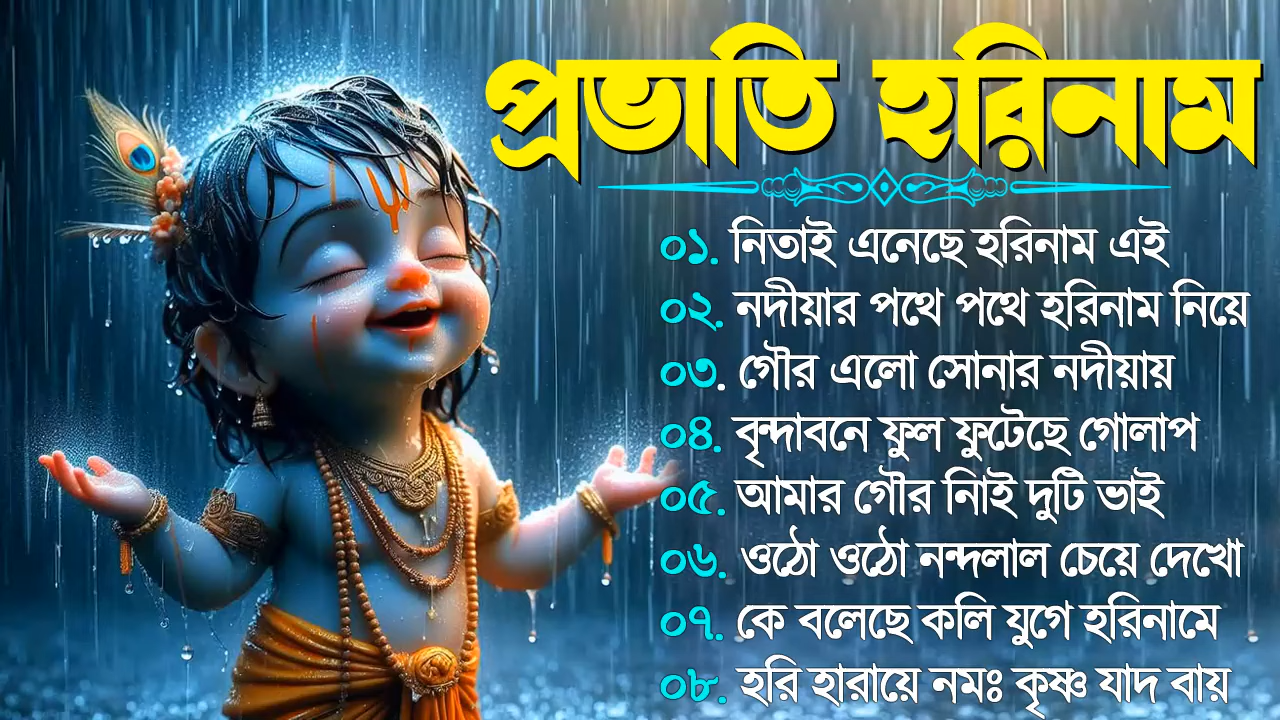 প্রভাতি হরিনাম
০১. নিতাই এনেছে হরিনাম এই
০২. নদীয়ার পথে পথে হরিনাম নিয়ে
০৩. গৌর এলো সোনার নদীয়ায়
০৪. বৃন্দাবনে ফুল ফুটেছে গোলাপ
০৫. আমার গৌর নিাই দুটি ভাই
০৬. ওঠো ওঠো নন্দলাল চেয়ে দেখো
০৭. কে বলেছে কলি যুগে হরিনামে
০৮. হরি হারায়ে নমঃ কৃষ্ণ যাদ বায়